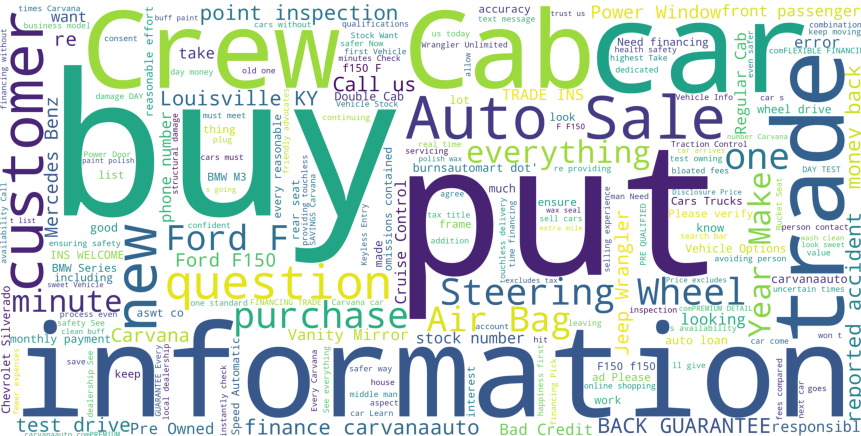 times Carvana
business model
want
re
consent
buff paint
reasonable effort
Crew Cab
car
point inspection
cars without
qualifications
accuracy
text message
Power Window
front passenger
trust us
safer Now
first Vehicle
Stock Want
Wrangler Unlimited
Need financing
health safety
highest Take
error
combination
keep moving
comFLEXIBLE FINANCI
take
minutes Check
f150 F
us today
allow
dedicated
even safer
day money
old one
Call us
Double Cab
TRADE INS
Vehicle Info
car s
financing without
customer
Mercedes Benz
damage DAY
buy
Louisville KY
Vehicle Stock
lot
Regular Cab
wheel drive
trade
money back
phone number
structural damage
must meet
thing
plug
continuing
friendly advocates
every reasonable
Auto Sale
look
F F150
Traction Control
car arrives
number Carvana
Power Door
paint polish
list
cars must
BMW M3
s going
rear seat
providing touchless
SAVINGS Carvana
real time
servicing
polish wax
everything
test owning
one
burnsautomart dot'
re providing
bloated fees
DAY TEST
Bucket Seat
put
omissions contained
Keyless Entry
made
Cruise Control
agree
much
tax title
frame
addition
touchless delivery
time financing
ensure
wax seal
sell cars
extra mile
selling experience
man Need
PRE QUALIFIED
Disclosure Price
Cars Trucks
Please verify
search bar
know
Vehicle Options
avoiding person
Year Make
person contact
wash clean
Look sweet
value
reported accident
availability Call
t list
good
confident
new
Ford F
ensuring safety
INS WELCOME
BMW Series
including
sweet Vehicle
Ford F150
question
one standard
FINANCING TRADE
Carvana car
Steering Wheel
excludes tax
Jeep Wrangler
Price excludes
comPREMIUM DETAIL
carvanaauto
uncertain times
minute
process even
aswt co
purchase
Air Bag
inspection
looking
s availability
Chevrolet Silverado
safety See
clean buff
monthly payment
Carvana
Vanity Mirror
stock number
account
hit
leaving
auto loan
car come
won t
information
fewer expenses
save
keep
GUARANTEE Every
local dealership
instantly check
Speed Automatic
Every Carvana
See everything
safer way
house
middle man
aspect
car Learn
interest
happiness first
online shopping
financing Pick
F150 f150
ad Please
work
ll give
fees compared
next car
goes
test drive
Pre Owned
finance carvanaauto
Bad Credit
BACK GUARANTEE
responsibl
carvanaauto comPREMIUM